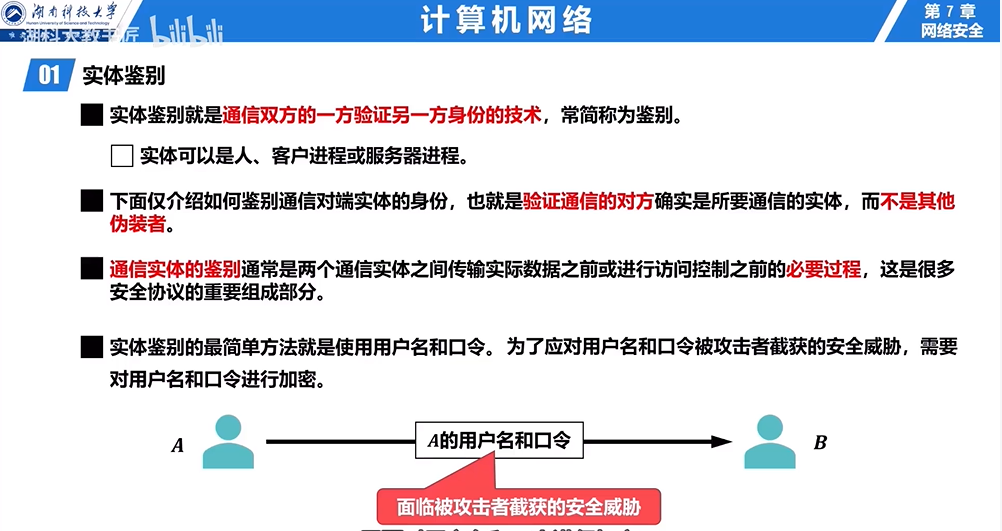 湖南科技大学
Hunan University of Science and Technology
计算机网络
第 7 章
网络安全
湖科大教书匠
bilibili
01 实体鉴别
实体鉴别就是通信双方的一方验证另一方身份的技术，常简称为鉴别。
实体可以是人、客户进程或服务器进程。
下面仅介绍如何鉴别通信对端实体的身份，也就是验证通信的对方确实是所要通信的实体，而不是其他
伪装者。
通信实体的鉴别通常是两个通信实体之间传输实际数据之前或进行访问控制之前的必要过程，这是很多
安全协议的重要组成部分。
实体鉴别的最简单方法就是使用用户名和口令。为了应对用户名和口令被攻击者截获的安全威胁，需要
对用户名和口令进行加密。
A
A的用户名和口令
B
面临被攻击者截获的安全威胁